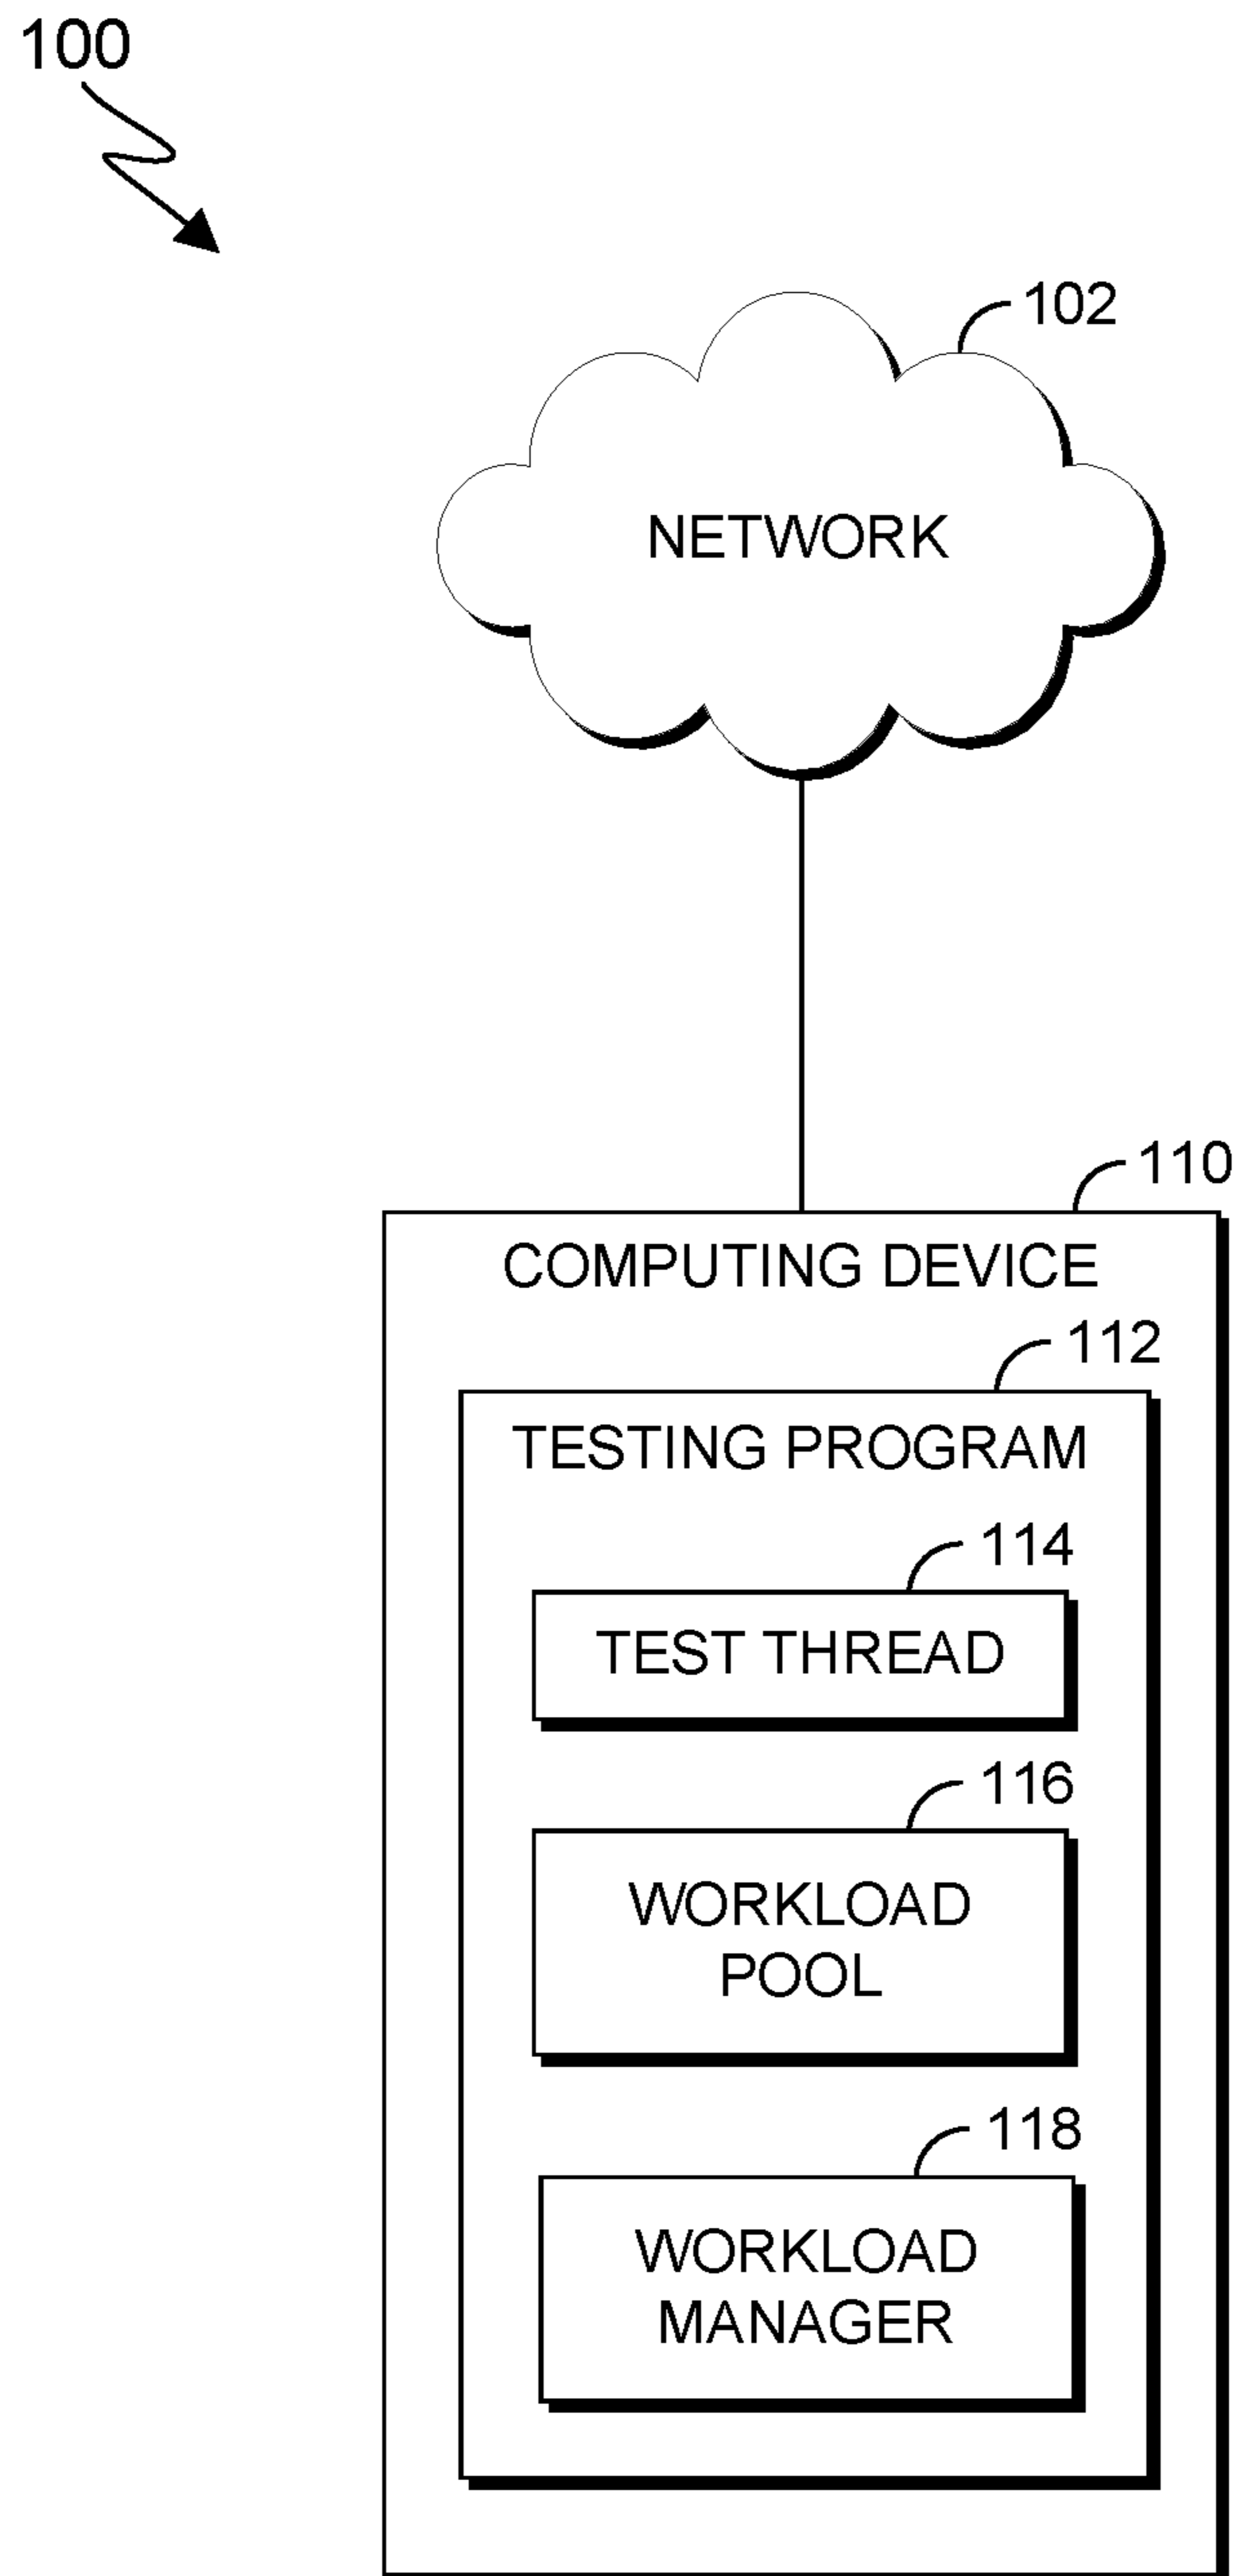 100
102
NETWORK
110
COMPUTING DEVICE
112
TESTING PROGRAM
114
TEST THREAD
116
WORKLOAD
POOL
118
WORKLOAD
MANAGER